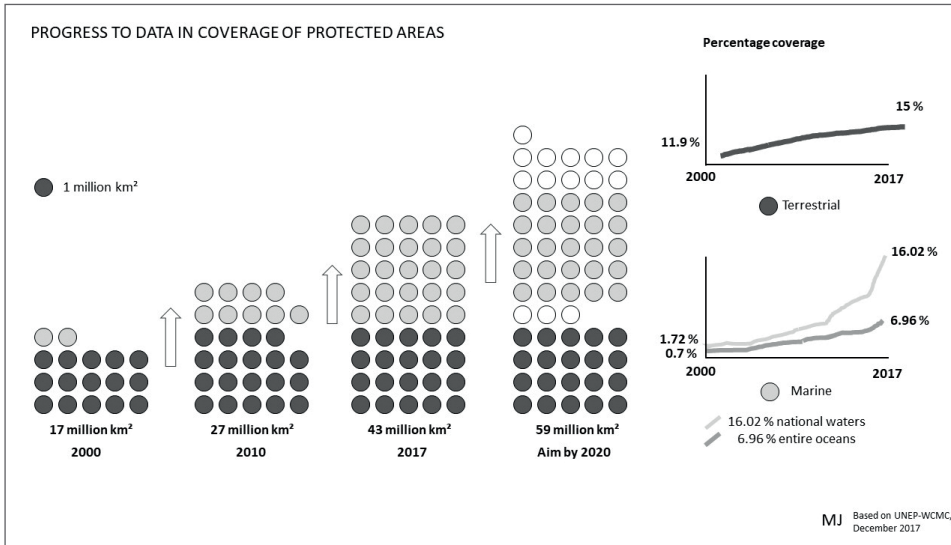 PROGRESS TO DATA IN COVERAGE OF PROTECTED AREAS
1 million km²
17 million km²
2000
27 million km²
2010
43 million km²
2017
59 million km²
Aim by 2020
Percentage coverage
15 %
11.9 %
2000
2017
Terrestrial
16.02 %
6.96 %
1.72 %
0.7 %
2000
2017
Marine
16.02 % national waters
6.96 % entire oceans
MJ
Based on UNEP-WCMC,
December 2017